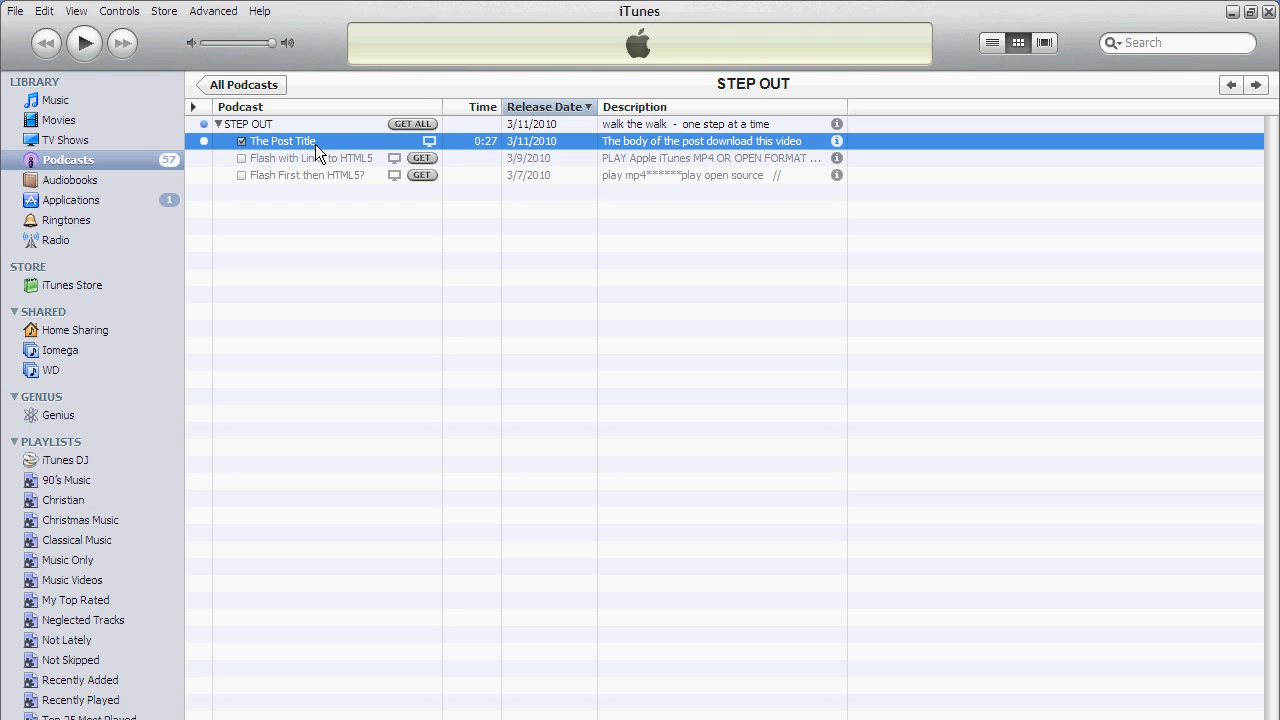 File Edit View Controls Store Advanced Help
iTunes
Search
LIBRARY
Music
Movies
TV Shows
Podcasts 57
Audiobooks
Applications 1
Ringtones
Radio
STORE
iTunes Store
SHARED
Home Sharing
Iomega
WD
GENIUS
Genius
PLAYLISTS
iTunes DJ
90's Music
Christian
Christmas Music
Classical Music
Music Only
Music Videos
My Top Rated
Neglected Tracks
Not Lately
Not Skipped
Recently Added
Recently Played
Top 25 Most Played
All Podcasts STEP OUT
Podcast Time Release Date Description
STEP OUT GET ALL 3/11/2010 walk the walk - one step at a time
The Post Title 0:27 3/11/2010 The body of the post download this video
Flash with to HTML5 GET 3/9/2010 PLAY Apple iTunes MP4 OR OPEN FORMAT ...
Flash First then HTML5? GET 3/7/2010 play mp4******play open source //